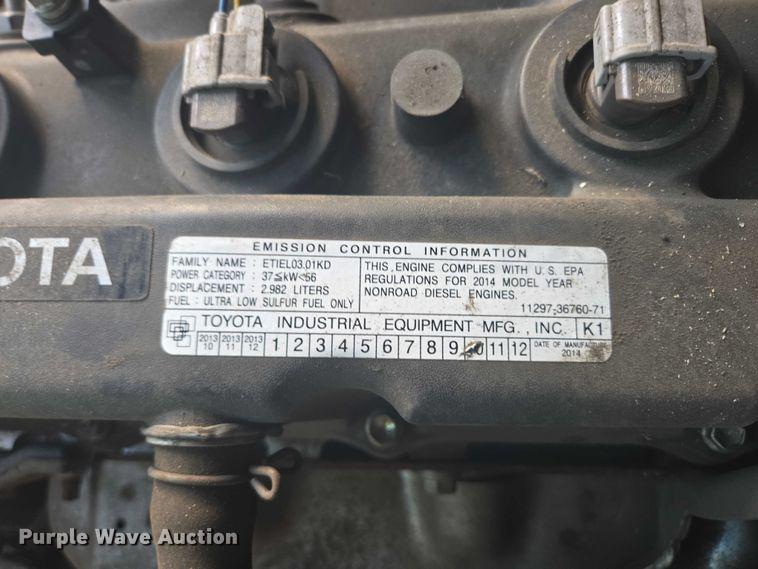 OTA
EMISSION CONTROL INFORMATION
FAMILY NAME : ETIEL03.01KD
POWER CATEGORY : 37≤kW<56
DISPLACEMENT : 2.982 LITERS
FUEL : ULTRA LOW SULFUR FUEL ONLY
THIS ENGINE COMPLIES WITH U.S. EPA
REGULATIONS FOR 2014 MODEL YEAR
NONROAD DIESEL ENGINES.
11297-36760-71
TOYOTA INDUSTRIAL EQUIPMENT MFG., INC. K1
2013 10 2013 11 2013 12 1 2 3 4 5 6 7 8 9 10 11 12 DATE OF MANUFACTURE 2014
Purple Wave Auction